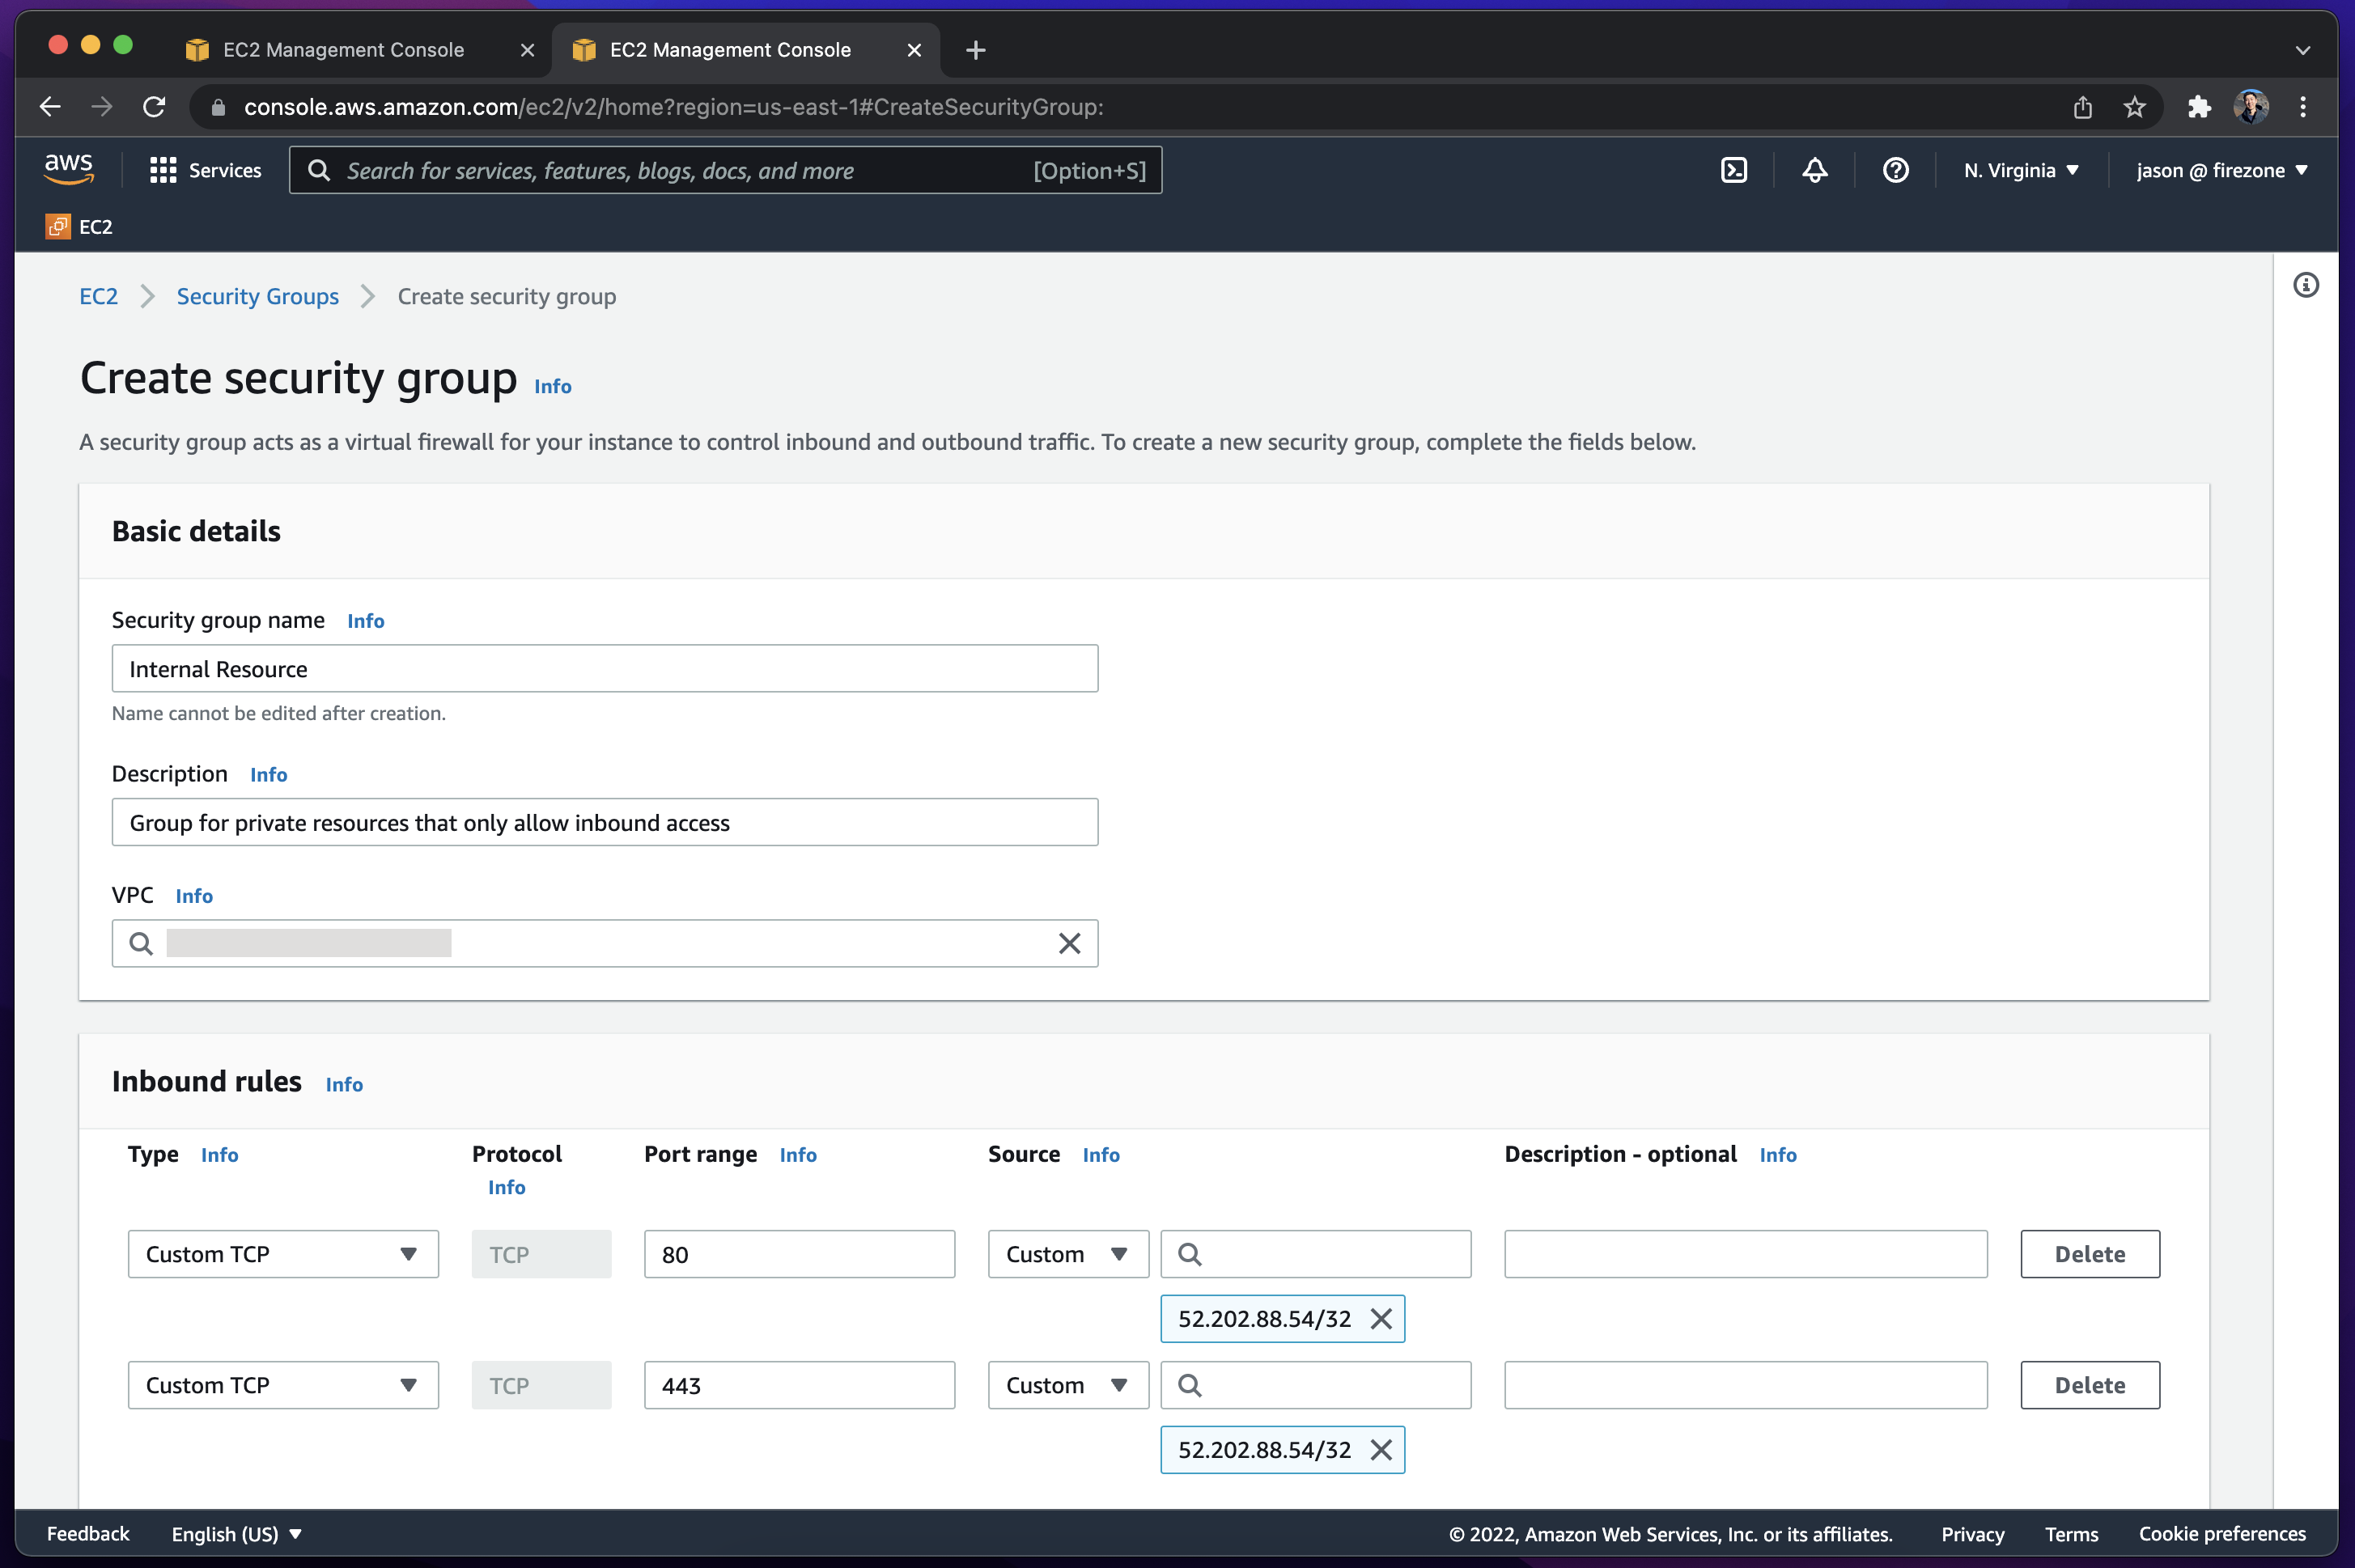 EC2 Management Console
EC2 Management Console
console.aws.amazon.com/ec2/v2/home?region=us-east-1#CreateSecurityGroup:
aws Services Search for services, features, blogs, docs, and more [Option+S] N. Virginia ▼ jason @ firezone ▼
EC2
EC2 > Security Groups > Create security group
Create security group Info
A security group acts as a virtual firewall for your instance to control inbound and outbound traffic. To create a new security group, complete the fields below.
Basic details
Security group name Info
Internal Resource
Name cannot be edited after creation.
Description Info
Group for private resources that only allow inbound access
VPC Info
Inbound rules Info
Type Info Protocol Info Port range Info Source Info Description - optional Info
Custom TCP TCP 80 Custom Delete
52.202.88.54/32
Custom TCP TCP 443 Custom Delete
52.202.88.54/32
Feedback English (US) ▼ © 2022, Amazon Web Services, Inc. or its affiliates. Privacy Terms Cookie preferences